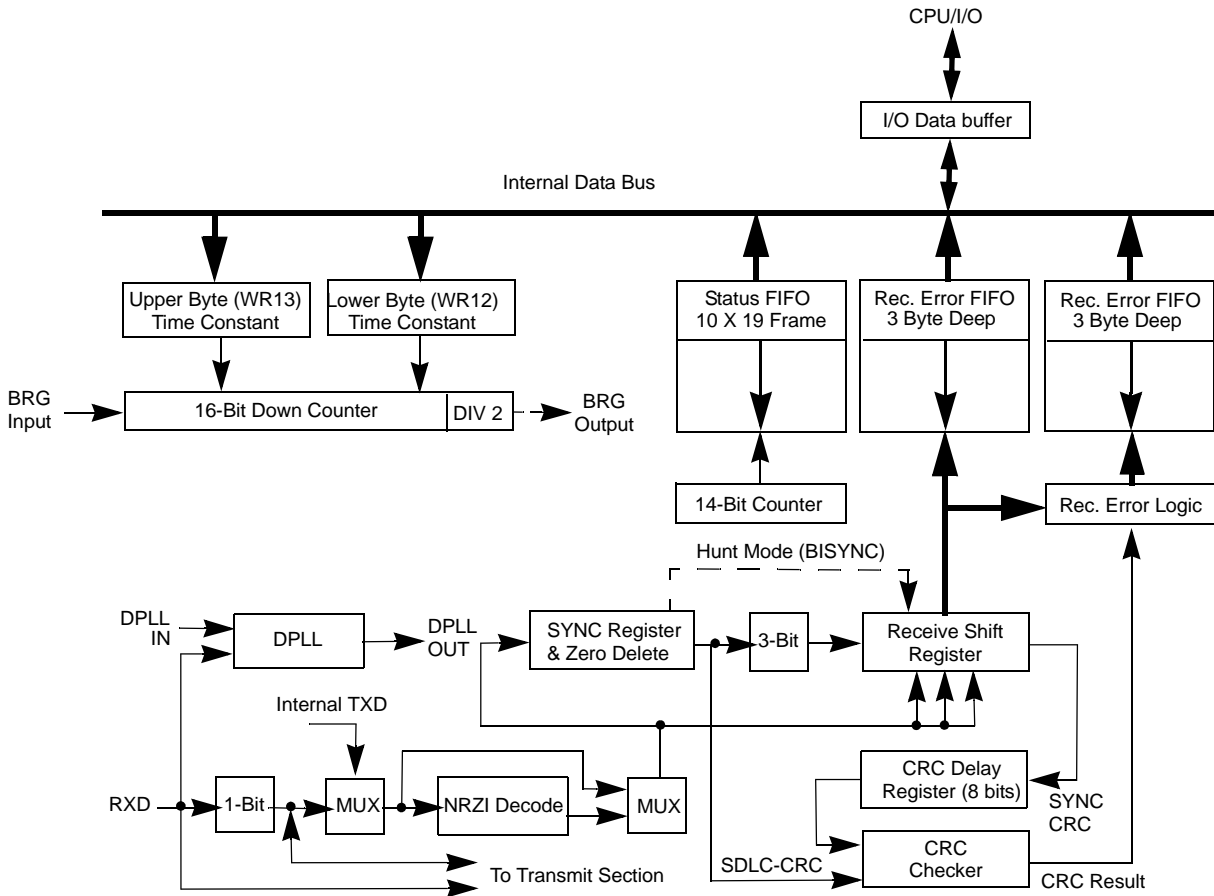 CPU/I/O
I/O Data buffer
Internal Data Bus
Upper Byte (WR13)
Time Constant
Lower Byte (WR12)
Time Constant
Status FIFO
10 X 19 Frame
Rec. Error FIFO
3 Byte Deep
Rec. Error FIFO
3 Byte Deep
BRG
Input
16-Bit Down Counter
DIV 2
BRG
Output
14-Bit Counter
Rec. Error Logic
Hunt Mode (BISYNC)
DPLL
IN
DPLL
DPLL
OUT
SYNC Register
& Zero Delete
3-Bit
Receive Shift
Register
Internal TXD
RXD
1-Bit
MUX
NRZI Decode
MUX
CRC Delay
Register (8 bits)
SYNC
CRC
To Transmit Section
SDLC-CRC
CRC
Checker
CRC Result